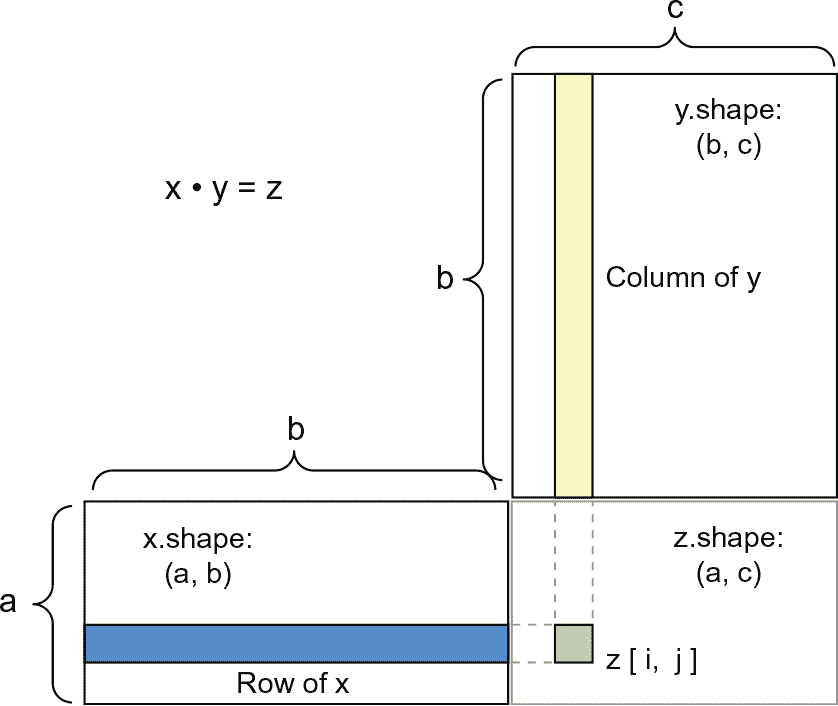 c
y.shape:
(b, c)
x • y = z
b
Column of y
b
x.shape:
(a, b)
z.shape:
(a, c)
a
z [ i,  j ]
Row of x